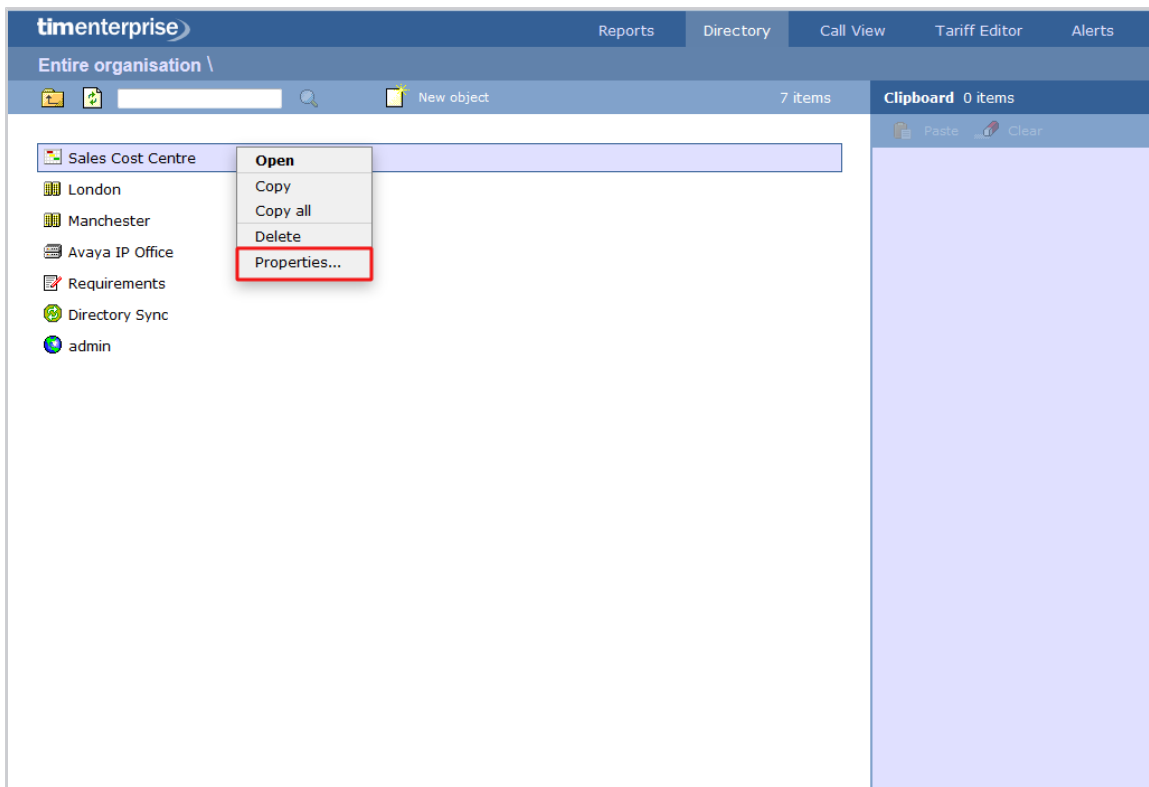 timenterprise
Reports Directory Call View Tariff Editor Alerts
Entire organisation \
New object 7 items Clipboard 0 items
Paste Clear
Sales Cost Centre
London
Manchester
Avaya IP Office
Requirements
Directory Sync
admin
Open
Copy
Copy all
Delete
Properties...